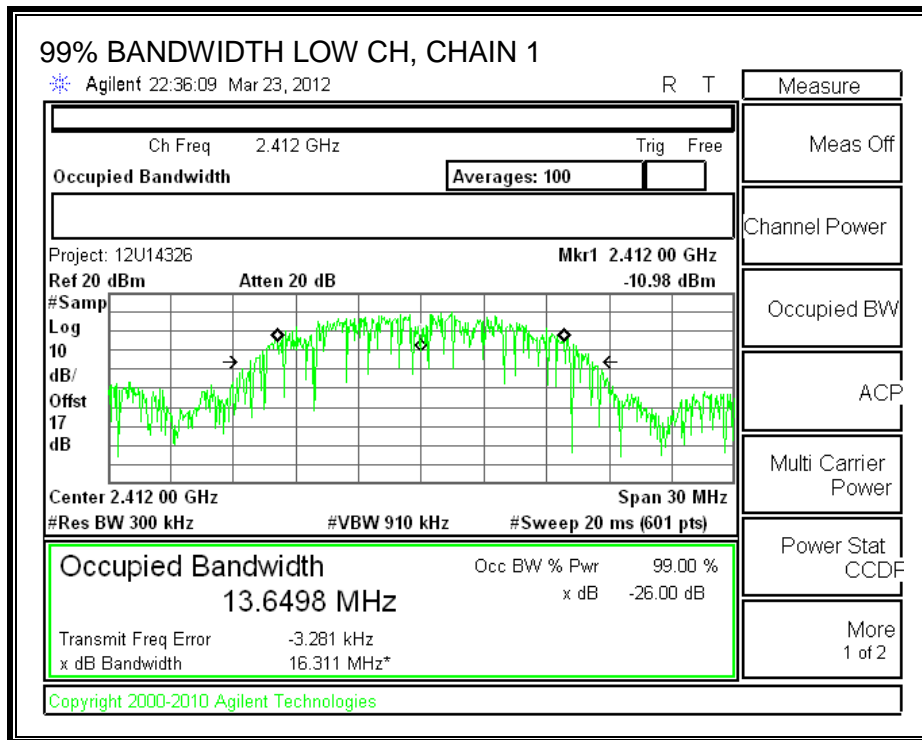 99% BANDWIDTH LOW CH, CHAIN 1
Agilent 22:36:09 Mar 23, 2012 R T
Measure
Ch Freq 2.412 GHz Trig Free
Meas Off
Occupied Bandwidth Averages: 100
Channel Power
Project: 12U14326 Mkr1 2.412 00 GHz
Ref 20 dBm Atten 20 dB -10.98 dBm
#Samp
Log
10
dB/
Offst
17
dB
Occupied BW
ACP
Multi Carrier
Power
Center 2.412 00 GHz Span 30 MHz
#Res BW 300 kHz #VBW 910 kHz #Sweep 20 ms (601 pts)
Power Stat
CCDF
Occupied Bandwidth Occ BW % Pwr 99.00 %
13.6498 MHz x dB -26.00 dB
Transmit Freq Error -3.281 kHz
x dB Bandwidth 16.311 MHz*
More
1 of 2
Copyright 2000-2010 Agilent Technologies